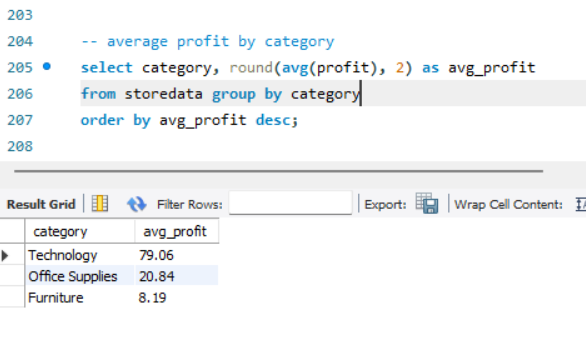 203
204 -- average profit by category
205 select category, round(avg(profit), 2) as avg_profit
206 from storedata group by category
207 order by avg_profit desc;
208
Result Grid Filter Rows: Export: Wrap Cell Content:
category avg_profit
Technology 79.06
Office Supplies 20.84
Furniture 8.19